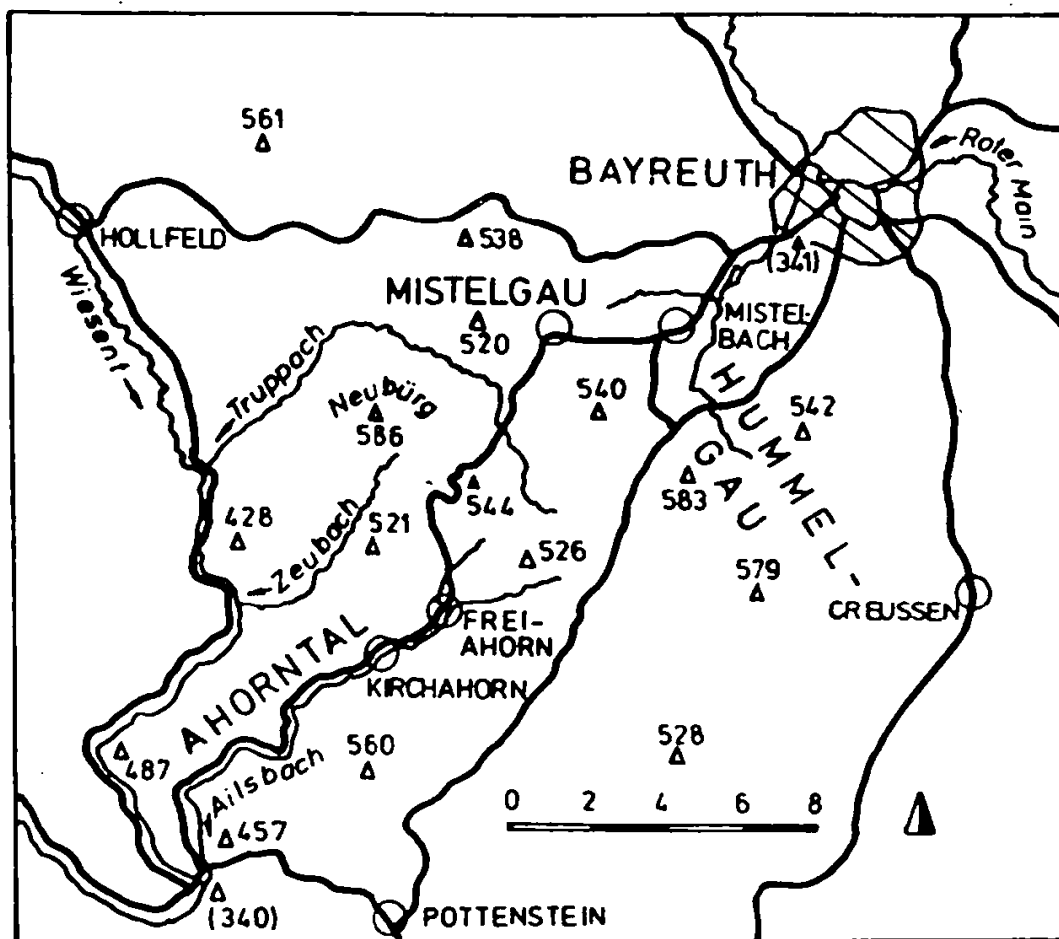 561
BAYREUTH
Roter Main
HOLLFELD
538
(341)
Wiesent
MISTELGAU
MISTEL-
BACH
520
Truppach
Neubürg
586
540
HUMMEL-
GAU
542
583
544
428
521
526
Zeubach
579
CREUSSEN
FREI-
AHORN
AHORNTAL
KIRCHAHORN
487
560
528
Ailsbach
0 2 4 6 8
457
(340)
POTTENSTEIN